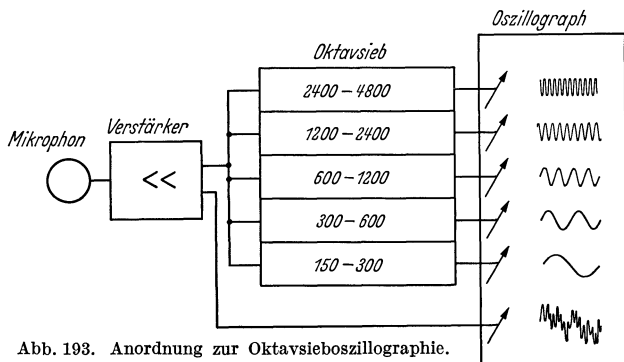 Oszillograph
Oktavsieb
2400 – 4800
Mikrophon
Verstärker
<<
1200 – 2400
600 – 1200
300 – 600
150 – 300
Abb. 193. Anordnung zur Oktavsieboszillographie.